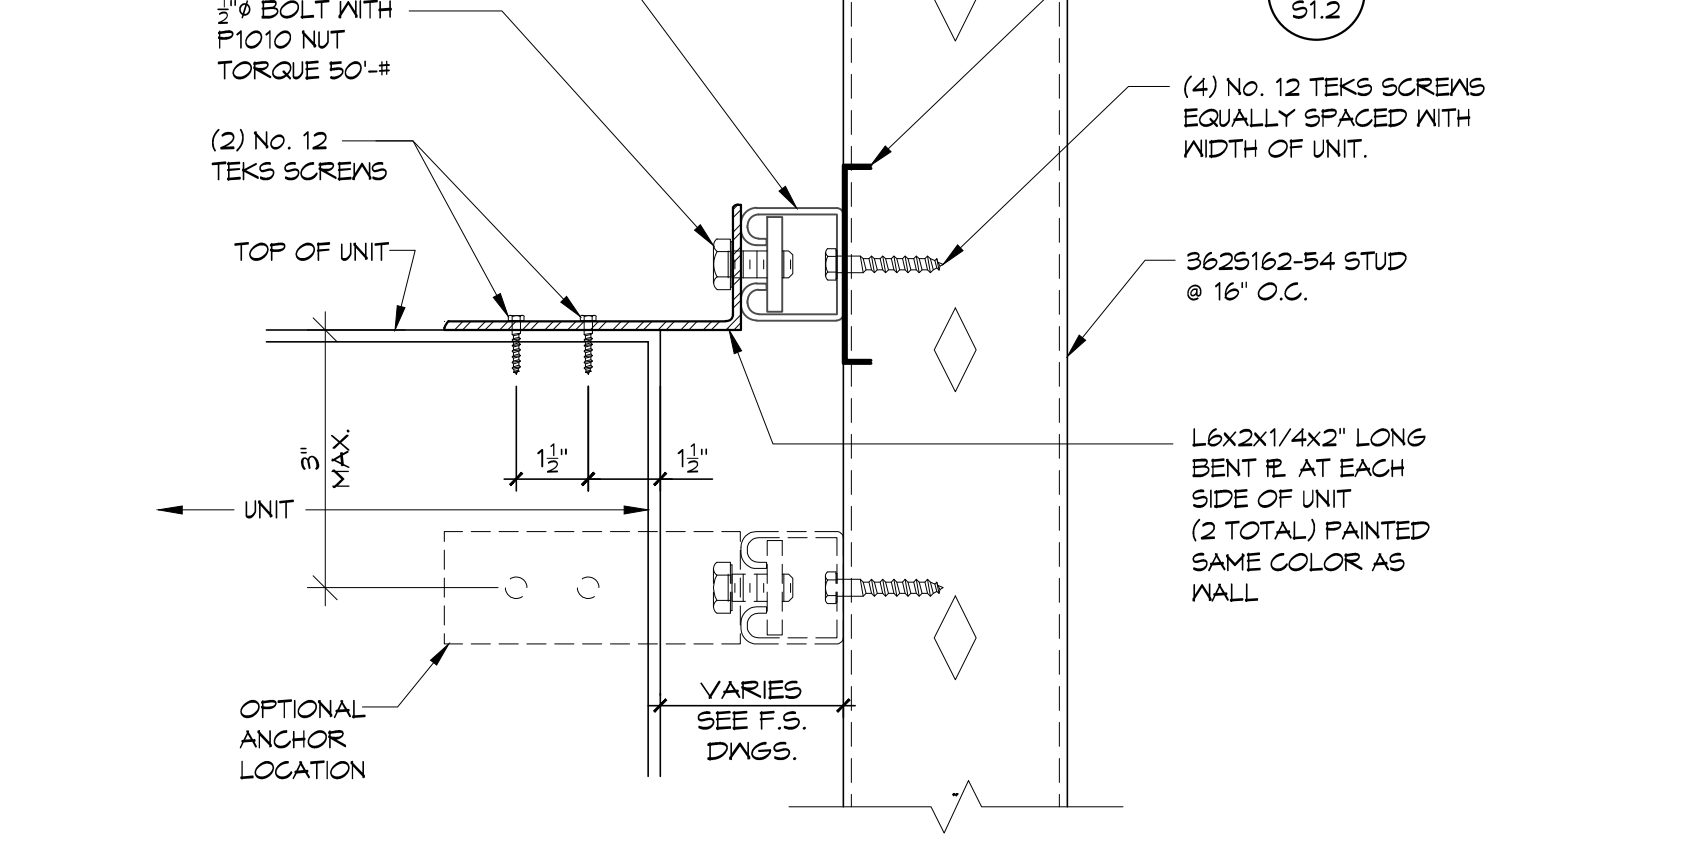 ½"ø BOLT WITH
P1010 NUT
TORQUE 50'-#
S1.2
(4) No. 12 TEKS SCREWS
EQUALLY SPACED WITH
WIDTH OF UNIT.
(2) No. 12
TEKS SCREWS
TOP OF UNIT
362S162-54 STUD
@ 16" O.C.
3"
MAX.
1½"
1½"
L6x2x1/4x2" LONG
BENT PL AT EACH
SIDE OF UNIT
(2 TOTAL) PAINTED
SAME COLOR AS
WALL
UNIT
OPTIONAL
ANCHOR
LOCATION
VARIES
SEE F.S.
DWGS.